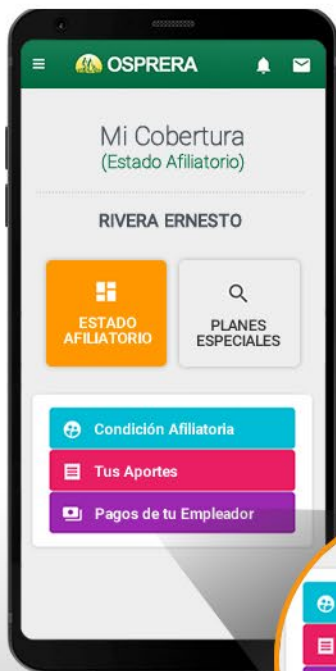 OSPRERA
Mi Cobertura
(Estado Afiliatorio)
RIVERA ERNESTO
ESTADO
AFILIATORIO
PLANES
ESPECIALES
Condición Afiliatoria
Tus Aportes
Pagos de tu Empleador